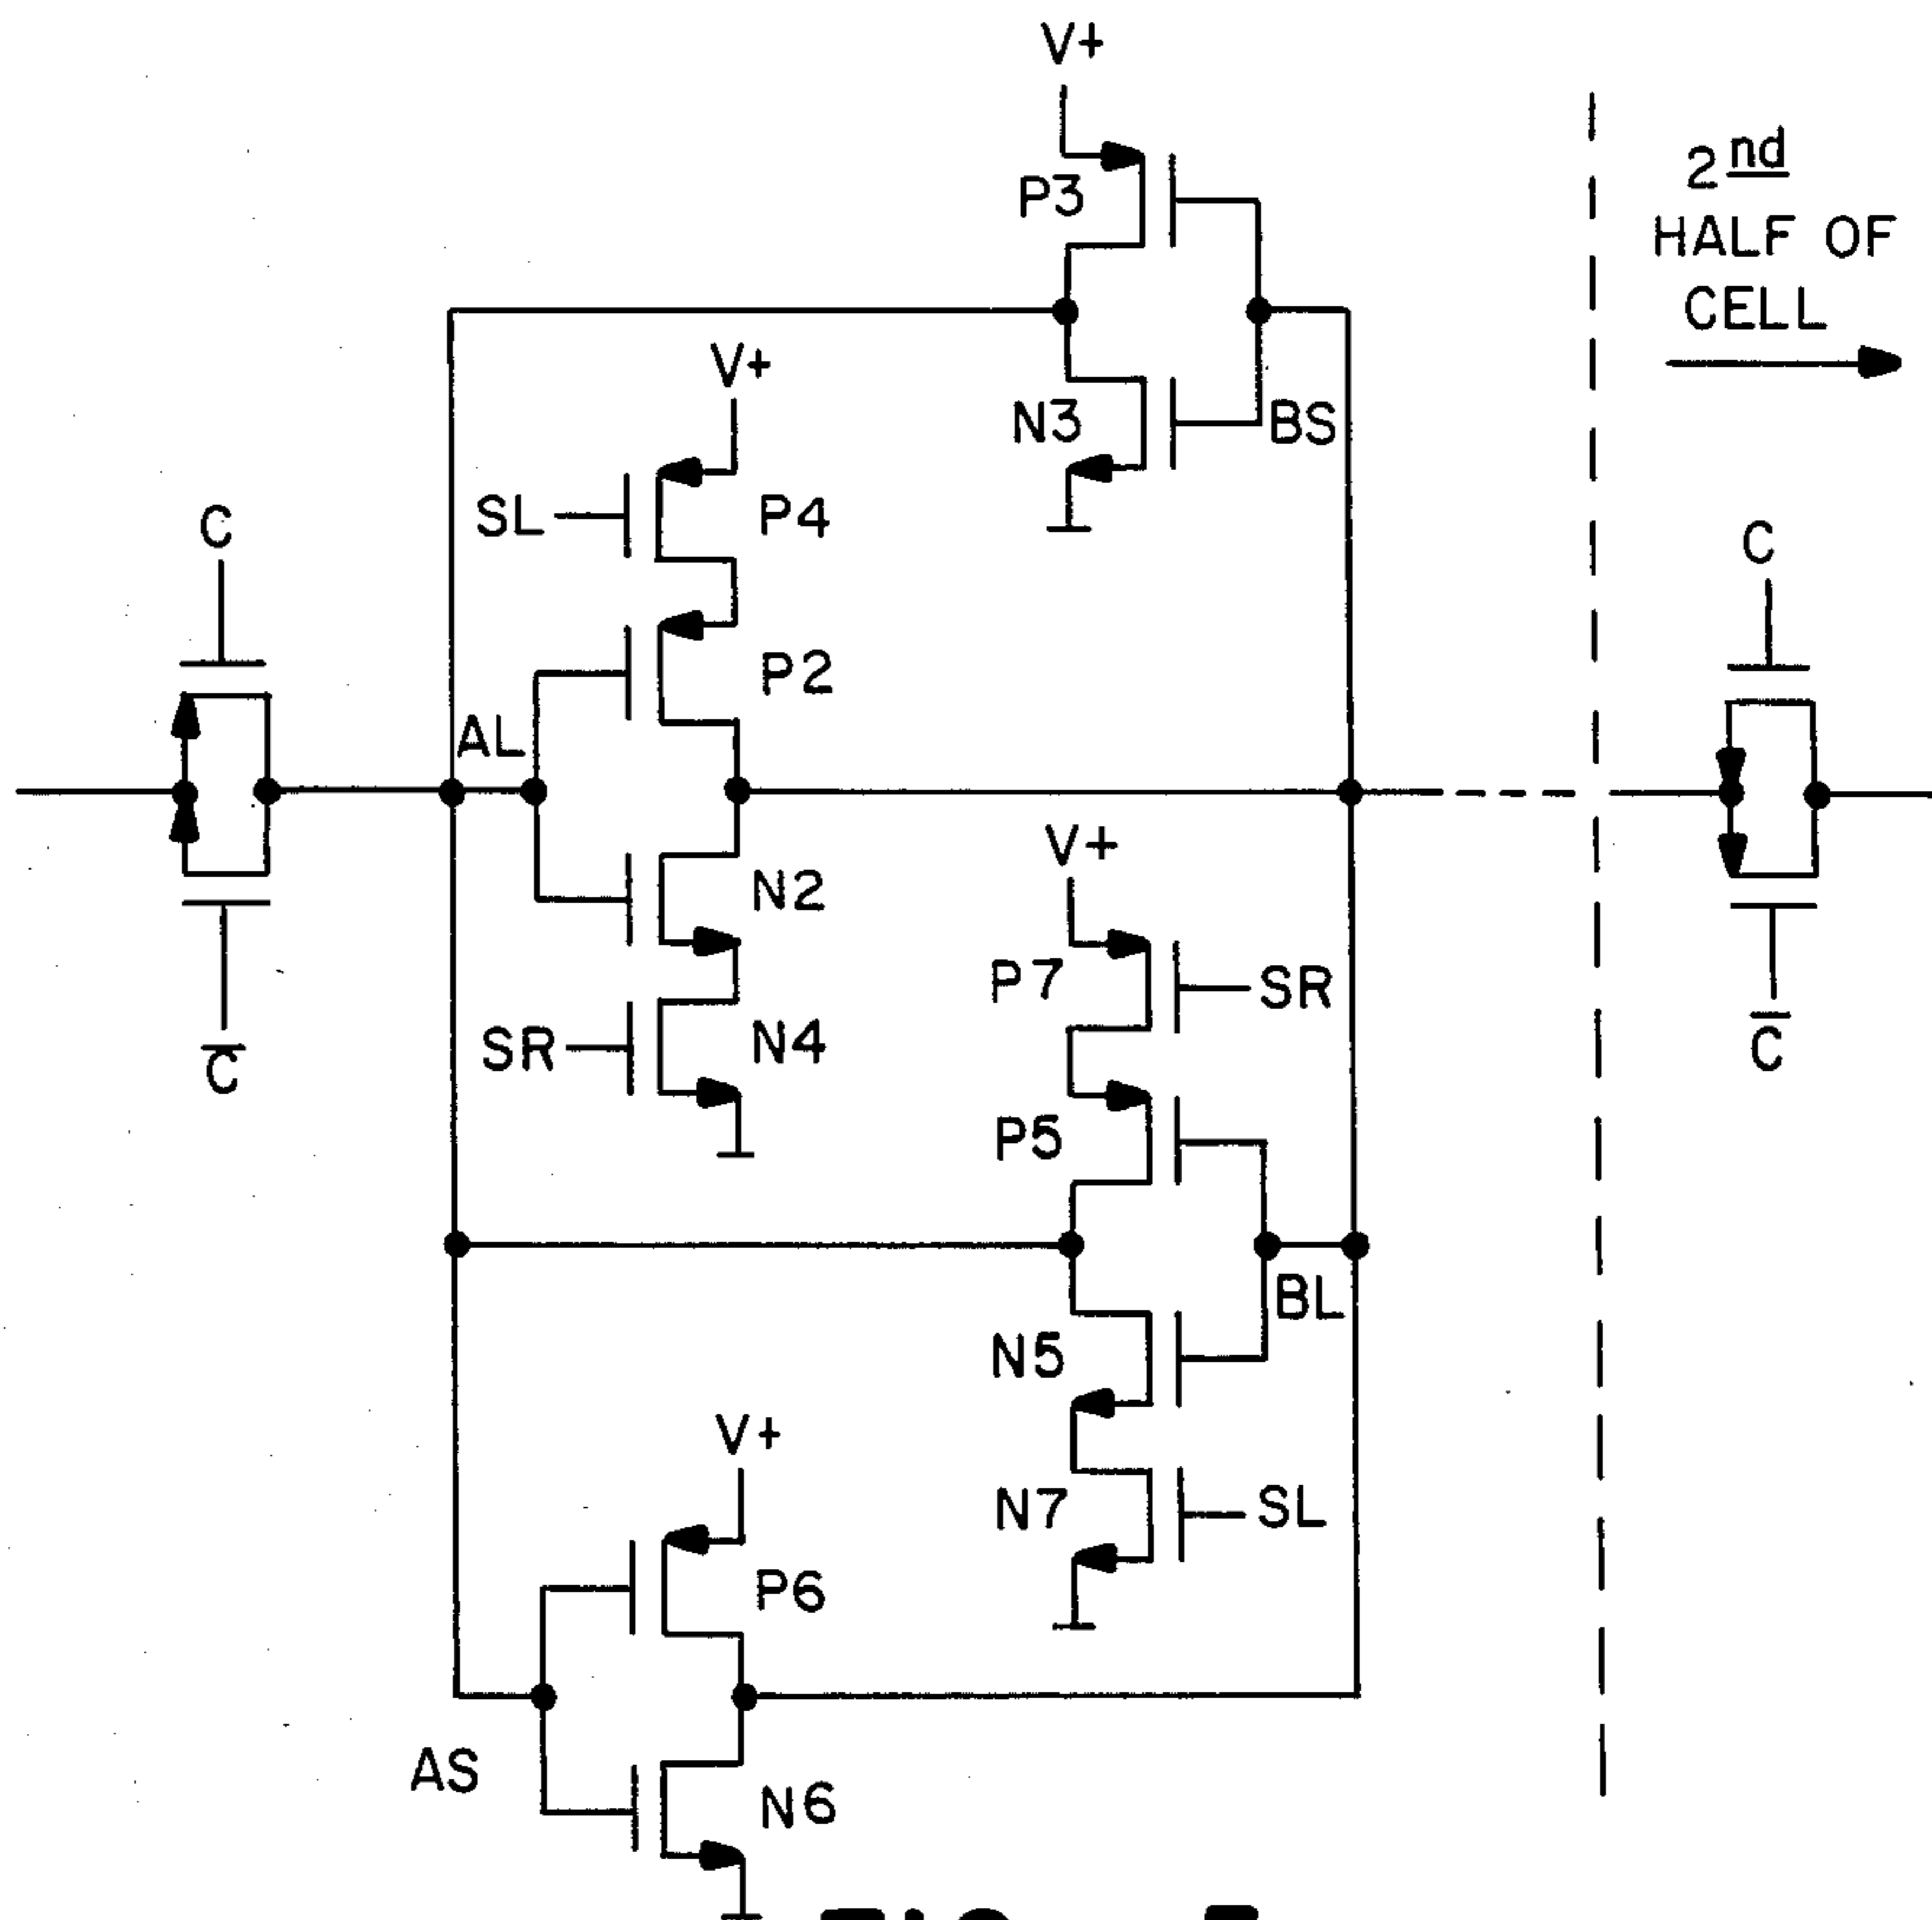 V+
2nd
HALF OF
CELL
P3
V+
N3
BS
SL
P4
C
C
P2
AL
V+
N2
P7
SR
SR
N4
C̅
C̅
P5
BL
N5
V+
N7
SL
P6
AS
N6